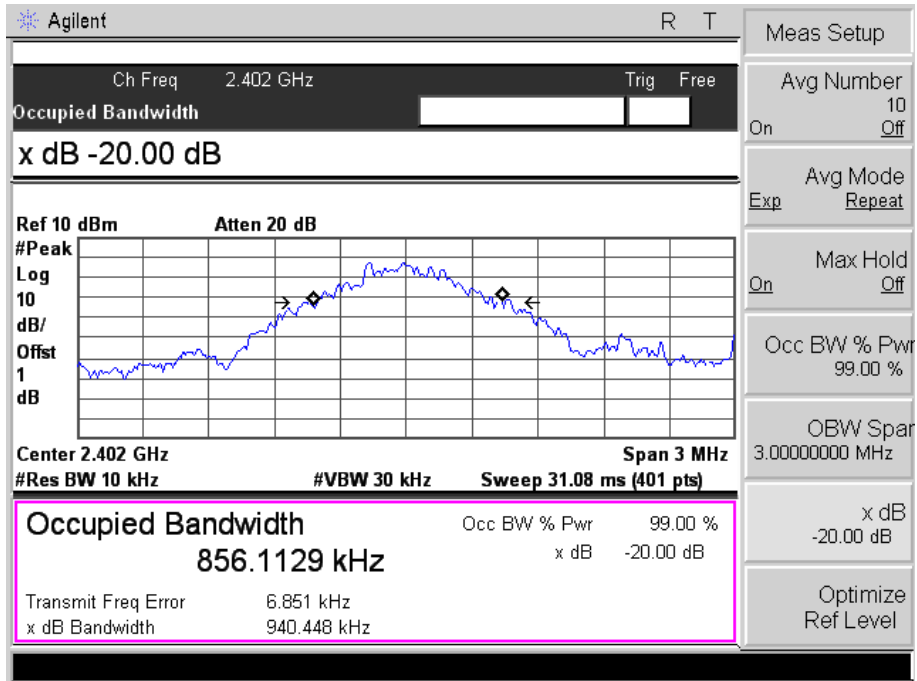 Agilent R T
Ch Freq 2.402 GHz Trig Free
Occupied Bandwidth
x dB -20.00 dB
Ref 10 dBm Atten 20 dB
#Peak
Log
10
dB/
Offst
1
dB
Center 2.402 GHz Span 3 MHz
#Res BW 10 kHz #VBW 30 kHz Sweep 31.08 ms (401 pts)
Occupied Bandwidth
856.1129 kHz
Occ BW % Pwr 99.00 %
x dB -20.00 dB
Transmit Freq Error 6.851 kHz
x dB Bandwidth 940.448 kHz
Meas Setup
Avg Number
10
On Off
Avg Mode
Exp Repeat
Max Hold
On Off
Occ BW % Pwr
99.00 %
OBW Span
3.00000000 MHz
x dB
-20.00 dB
Optimize
Ref Level